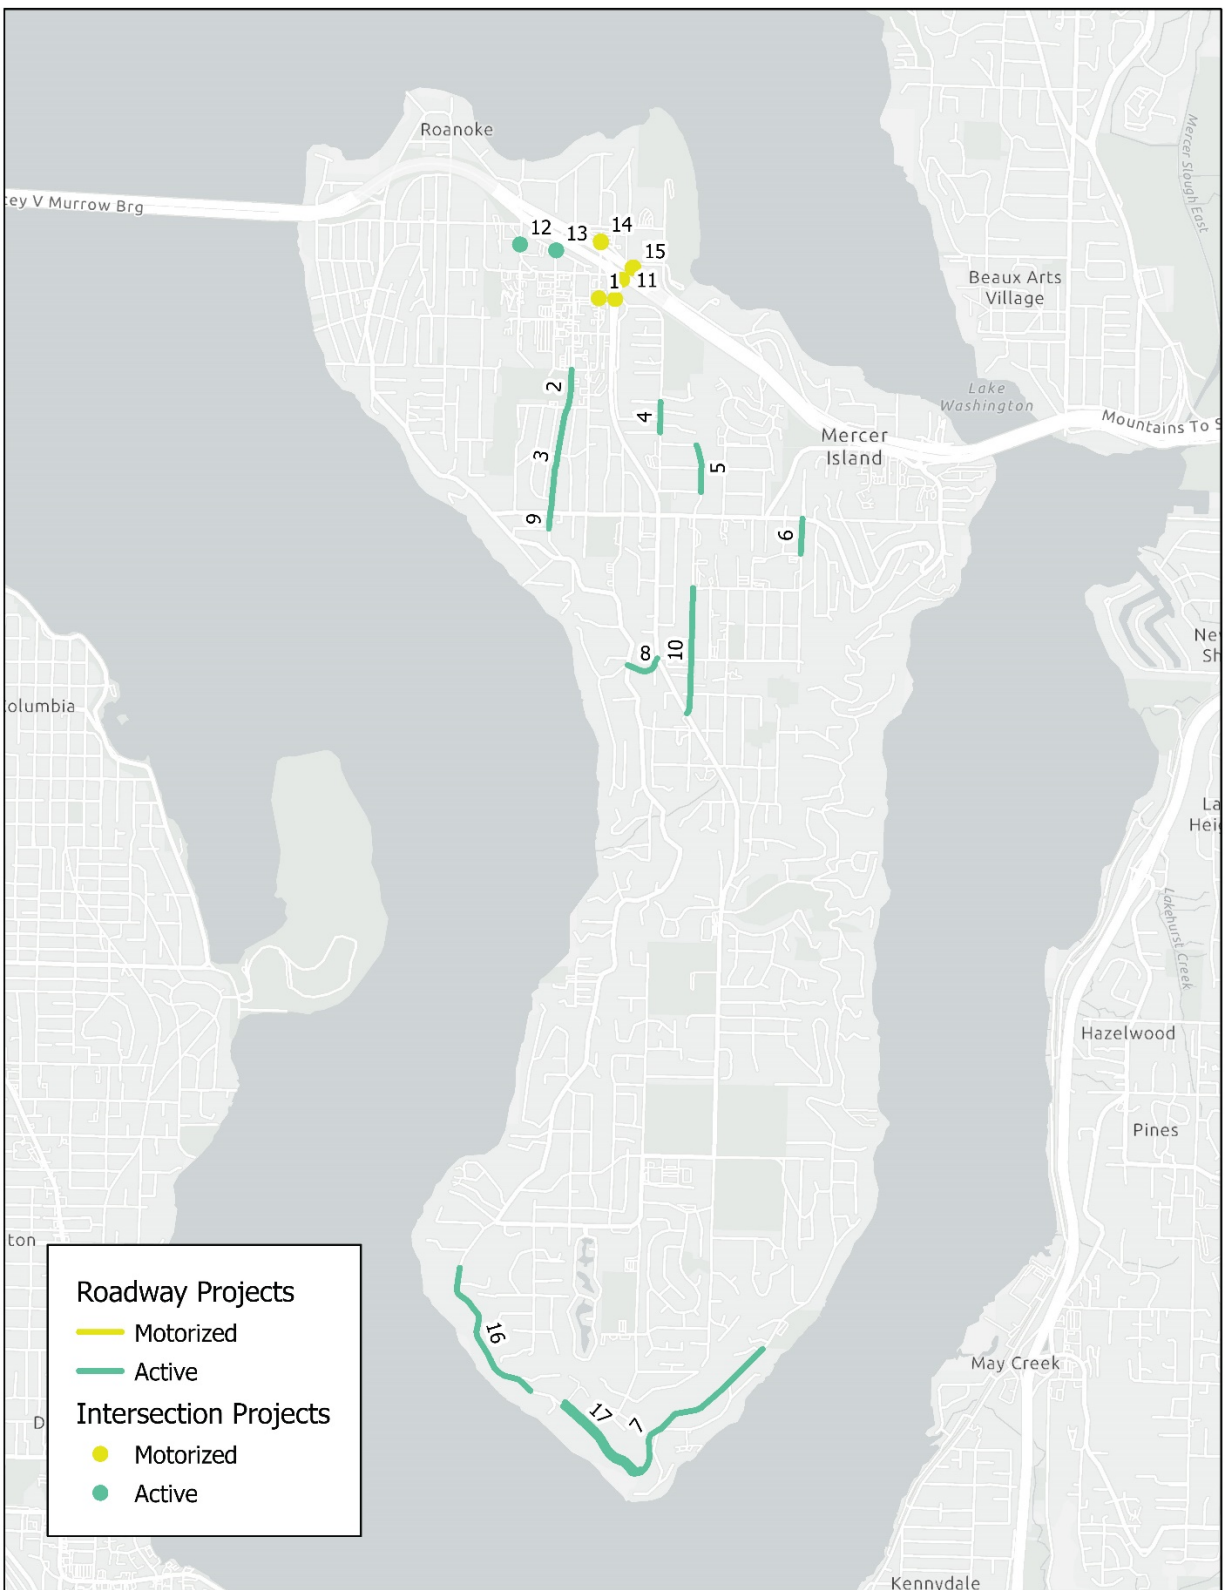 Roanoke
cey V Murrow Brg
Mercer Slough East
12
13
14
15
1
11
Beaux Arts
Village
2
Lake
Washington
4
Mountains To S
Mercer
Island
3
5
9
6
8
10
Ne
Sh
olumbia
La
Hei
Lakehurst Creek
Hazelwood
Pines
ton
Roadway Projects
Motorized
Active
Intersection Projects
Motorized
Active
16
May Creek
17
7
D
Kennydale